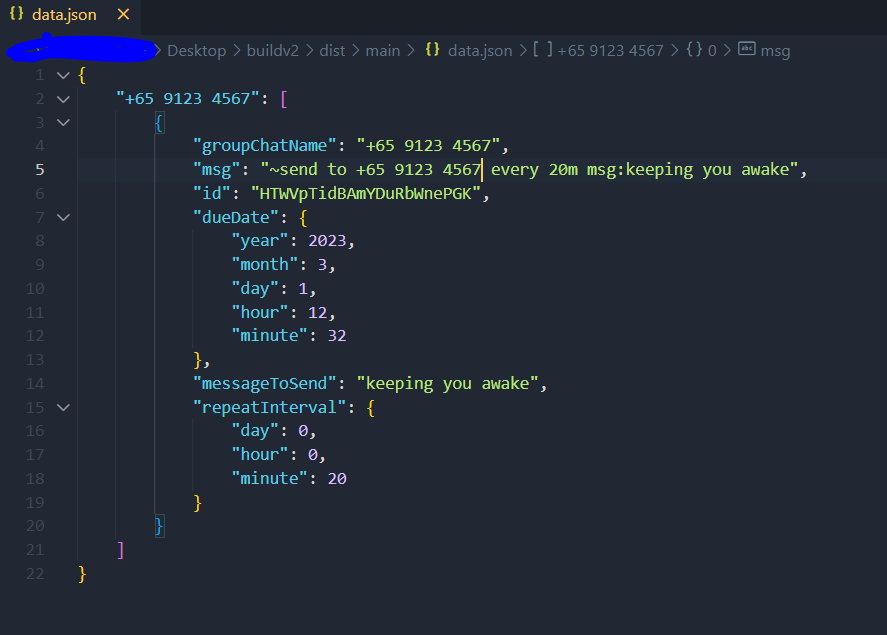 {} data.json ×
> Desktop > buildv2 > dist > main > {} data.json > [ ] +65 9123 4567 > {} 0 > abc msg
1 {
2 "+65 9123 4567": [
3 {
4 "groupChatName": "+65 9123 4567",
5 "msg": "~send to +65 9123 4567 every 20m msg:keeping you awake",
6 "id": "HTWVpTidBAmYDuRbWnePGK",
7 "dueDate": {
8 "year": 2023,
9 "month": 3,
10 "day": 1,
11 "hour": 12,
12 "minute": 32
13 },
14 "messageToSend": "keeping you awake",
15 "repeatInterval": {
16 "day": 0,
17 "hour": 0,
18 "minute": 20
19 }
20 }
21 ]
22 }